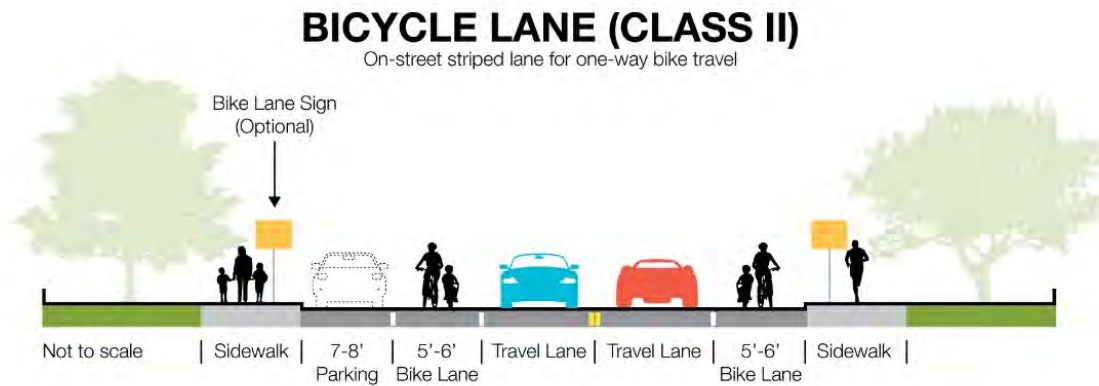 BICYCLE LANE (CLASS II)
On-street striped lane for one-way bike travel
Bike Lane Sign
(Optional)
Not to scale | Sidewalk | 7-8' | 5'-6' | Travel Lane | Travel Lane | 5'-6' | Sidewalk |
Parking Bike Lane Bike Lane